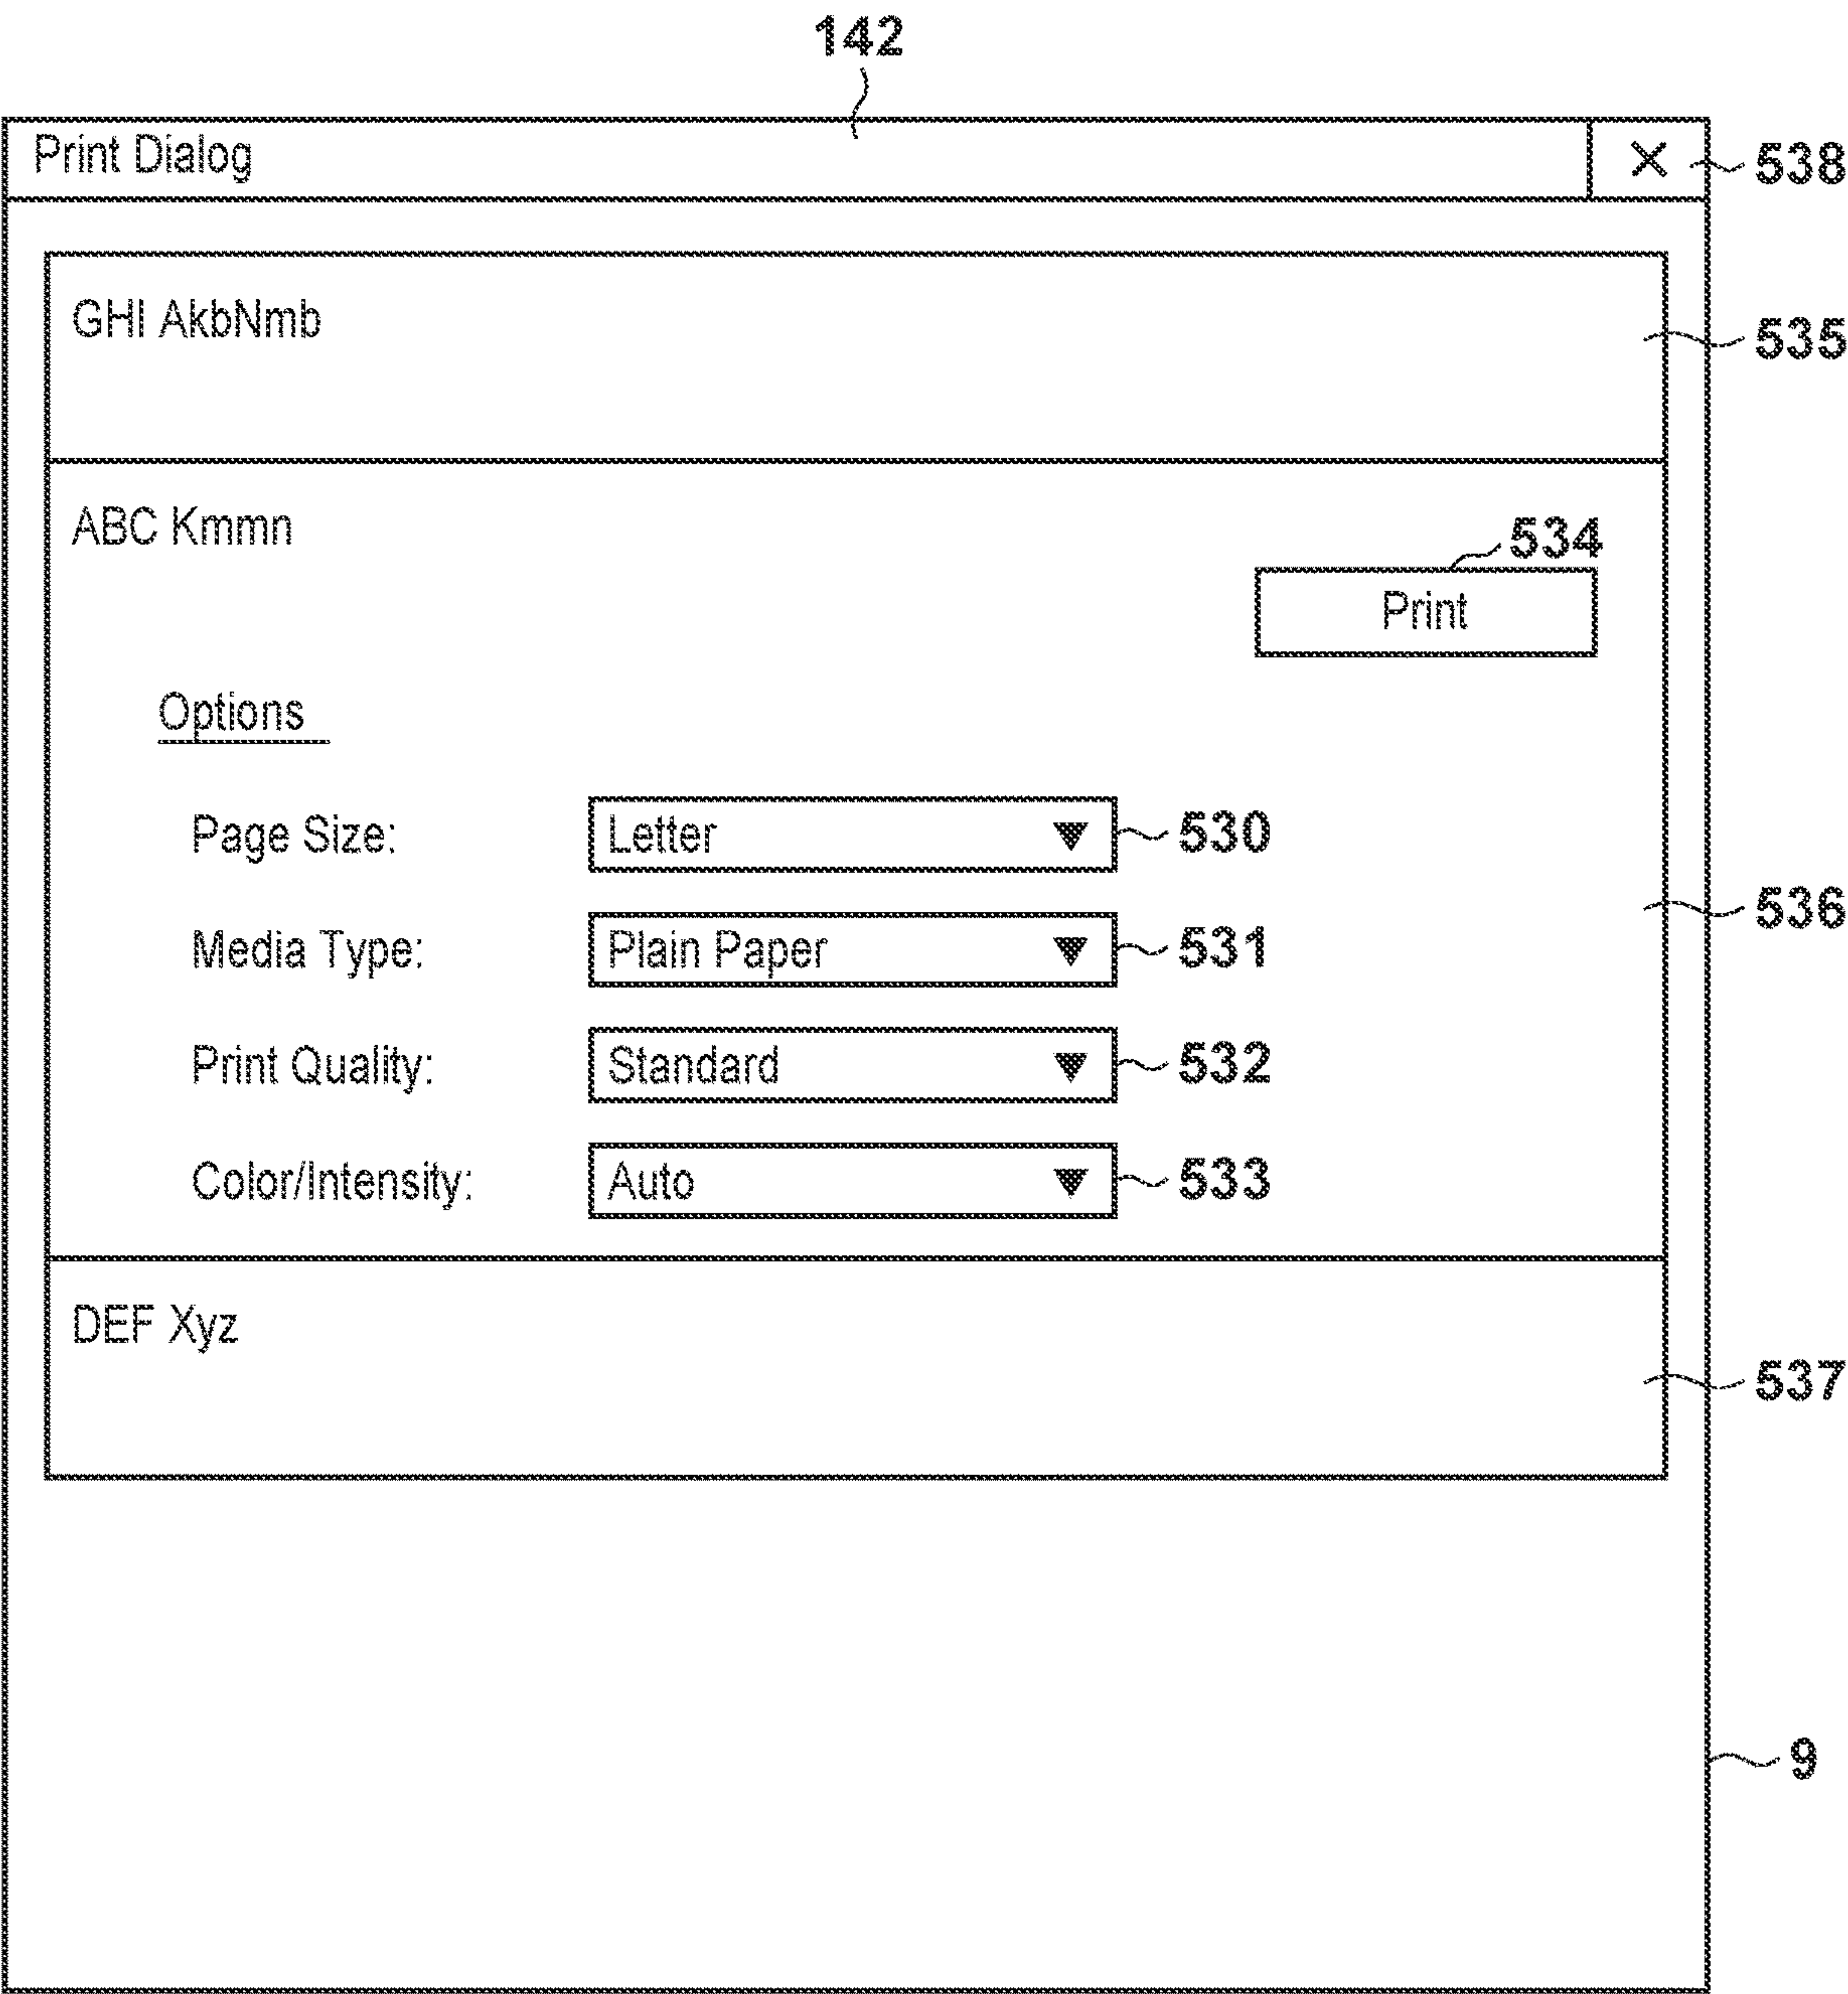 142
Print Dialog × 538
GHI AkbNmb
535
ABC Kmmn
534
Print
Options
Page Size: Letter ▼ 530
536
Media Type: Plain Paper ▼ 531
Print Quality: Standard ▼ 532
Color/Intensity: Auto ▼ 533
DEF Xyz
537
9